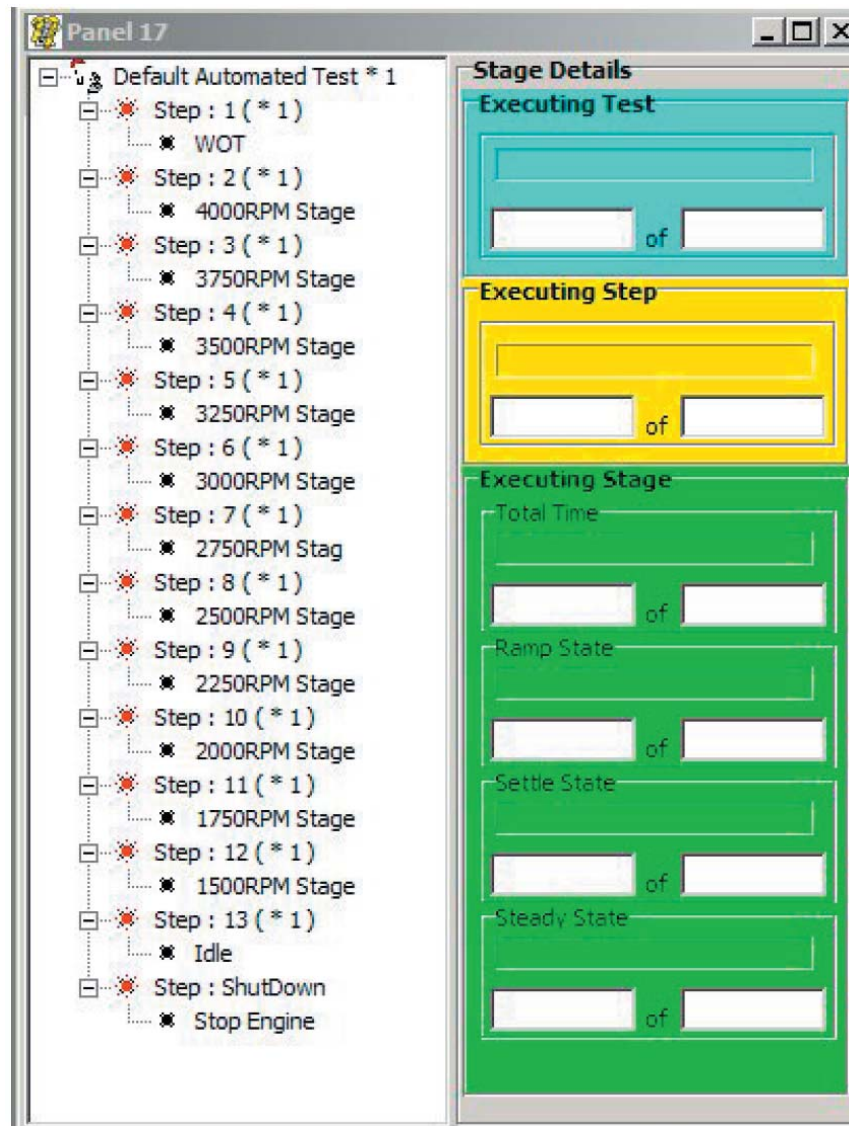 Panel 17
Default Automated Test * 1
Step : 1 ( * 1)
WOT
Step : 2 ( * 1)
4000RPM Stage
Step : 3 ( * 1)
3750RPM Stage
Step : 4 ( * 1)
3500RPM Stage
Step : 5 ( * 1)
3250RPM Stage
Step : 6 ( * 1)
3000RPM Stage
Step : 7 ( * 1)
2750RPM Stag
Step : 8 ( * 1)
2500RPM Stage
Step : 9 ( * 1)
2250RPM Stage
Step : 10 ( * 1)
2000RPM Stage
Step : 11 ( * 1)
1750RPM Stage
Step : 12 ( * 1)
1500RPM Stage
Step : 13 ( * 1)
Idle
Step : ShutDown
Stop Engine
Stage Details
Executing Test
of
Executing Step
of
Executing Stage
Total Time
of
Ramp State
of
Settle State
of
Steady State
of